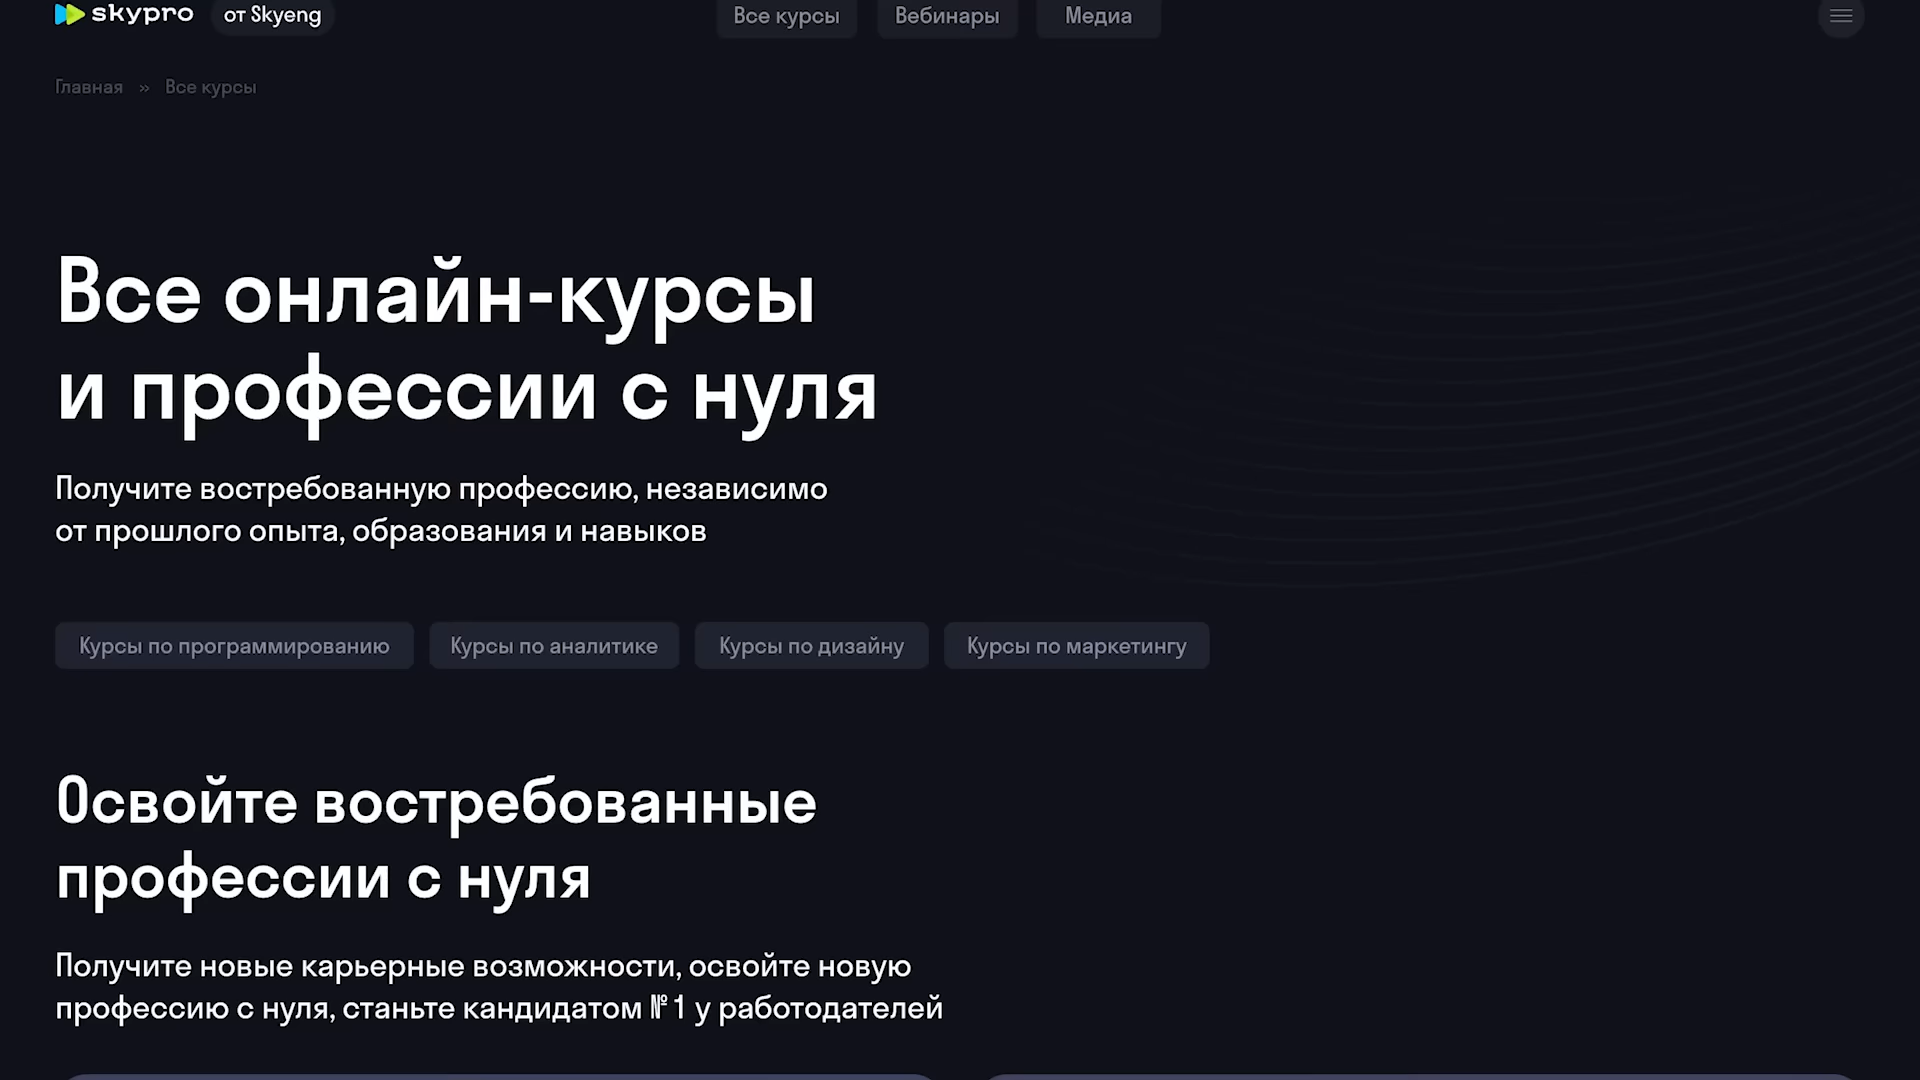 skypro от Skyeng Все курсы Вебинары Медиа
Главная » Все курсы
Все онлайн-курсы
и профессии с нуля
Получите востребованную профессию, независимо
от прошлого опыта, образования и навыков
Курсы по программированию Курсы по аналитике Курсы по дизайну Курсы по маркетингу
Освойте востребованные
профессии с нуля
Получите новые карьерные возможности, освойте новую
профессию с нуля, станьте кандидатом №1 у работодателей